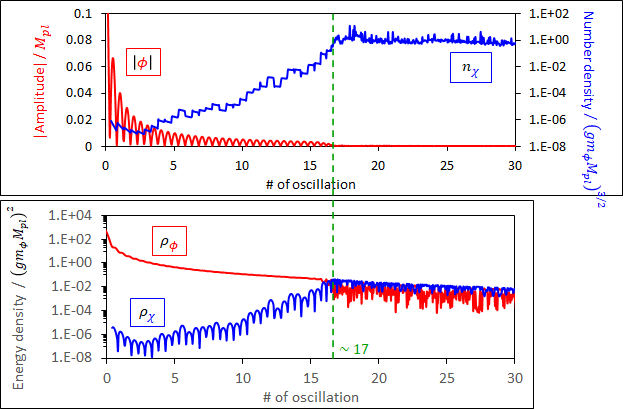 |Amplitude| / M_pl
0.1
0.08
0.06
0.04
0.02
0
|ϕ|
n_χ
1.E+02
1.E+00
1.E-02
1.E-04
1.E-06
1.E-08
Number density / (gm_ϕM_pl)^3/2
0 5 10 15 20 25 30
# of oscillation
Energy density / (gm_ϕM_pl)^2
1.E+04
1.E+02
1.E+00
1.E-02
1.E-04
1.E-06
1.E-08
ρ_ϕ
ρ_χ
~ 17
0 5 10 15 20 25 30
# of oscillation